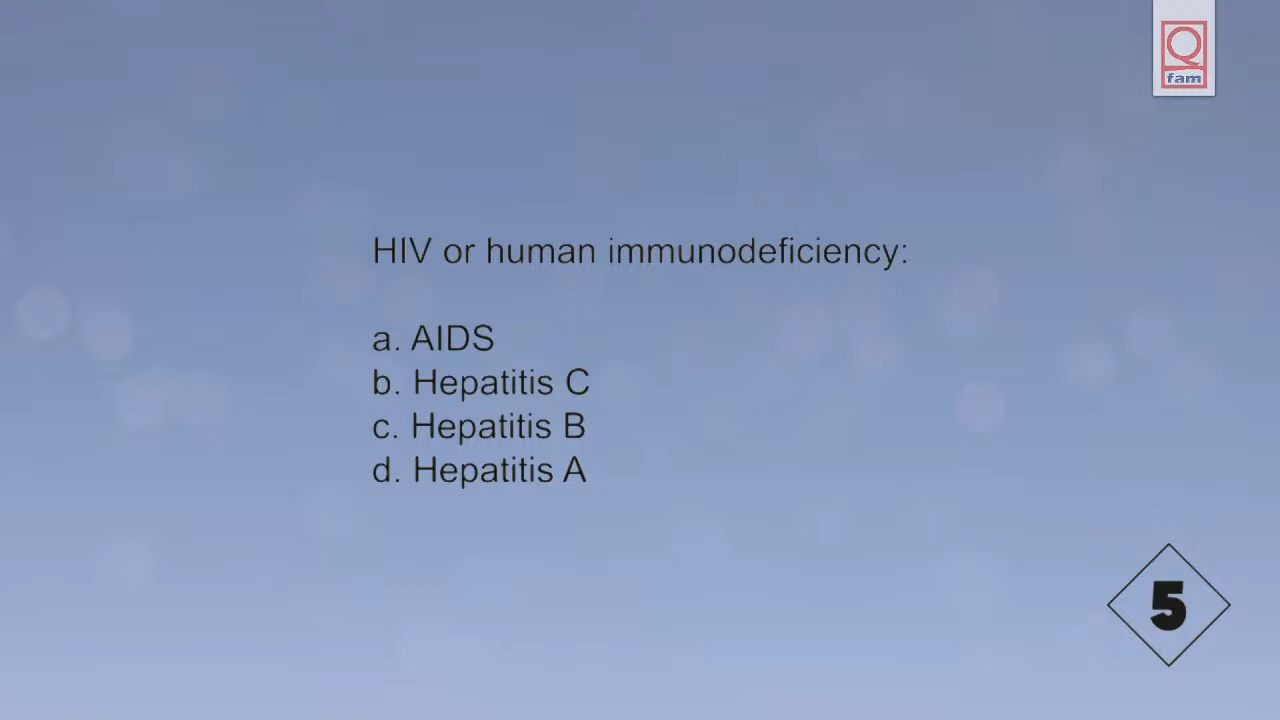 Q
fam
HIV or human immunodeficiency:
a. AIDS
b. Hepatitis C
c. Hepatitis B
d. Hepatitis A
5